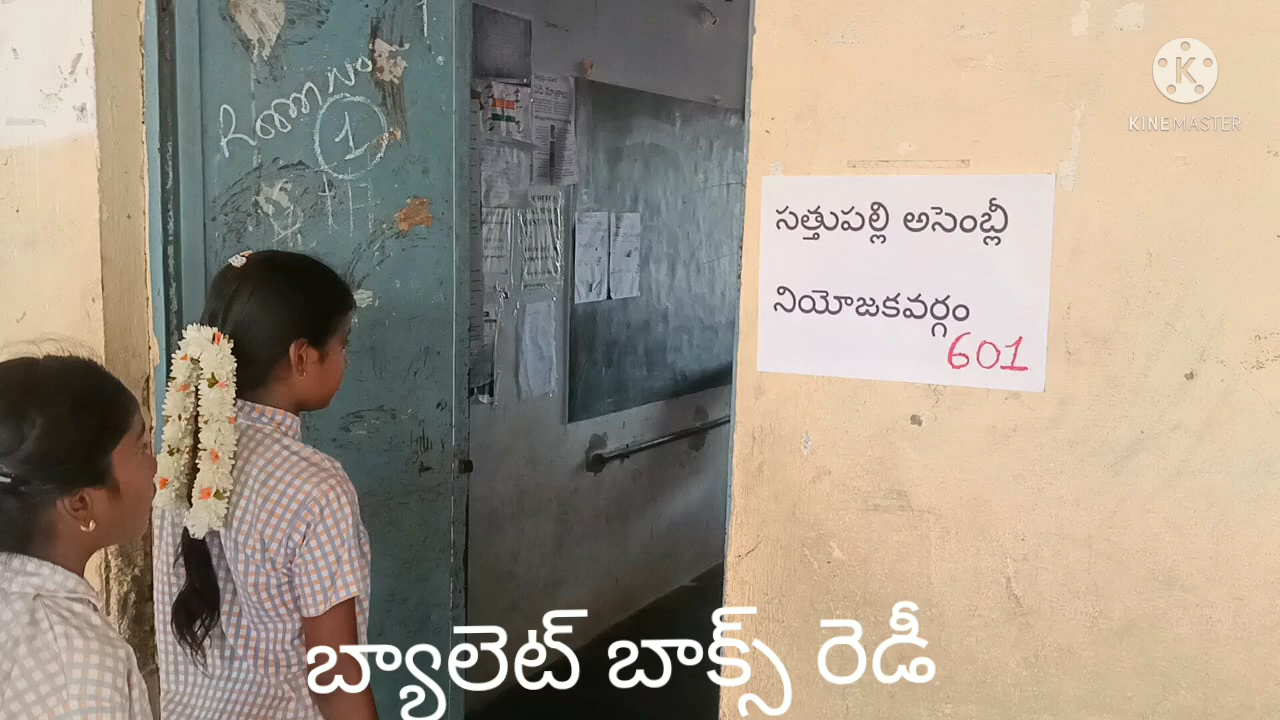 Room no
1
KINEMASTER
సత్తుపల్లి అసెంబ్లీ
నియోజకవర్గం
601
బ్యాలెట్ బాక్స్ రెడీ